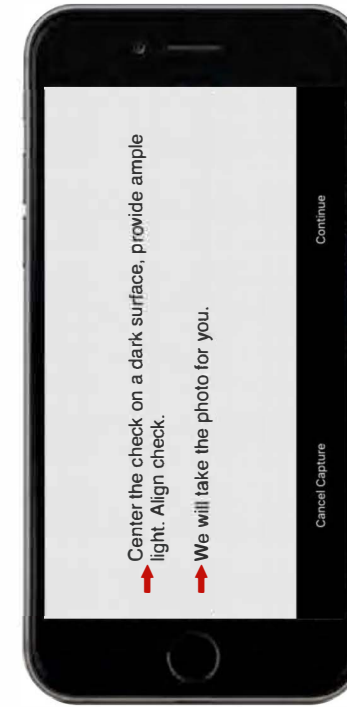 Center the check on a dark surface, provide ample
light. Align check.
We will take the photo for you.
Cancel Capture
Continue